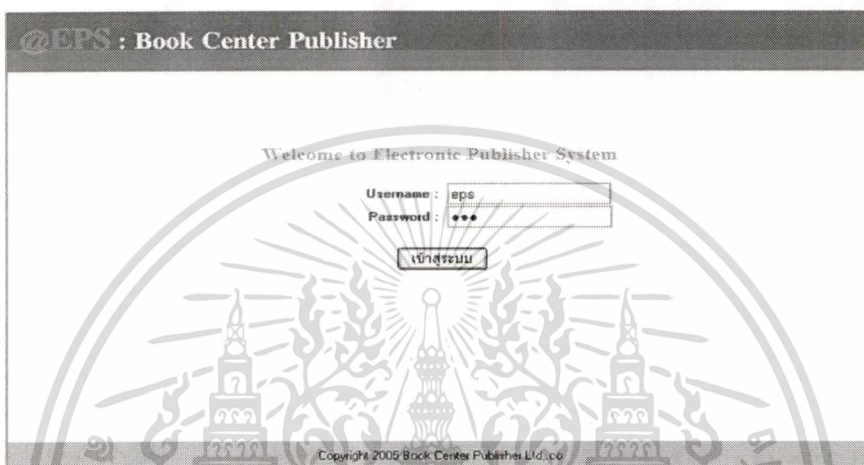 @EPS : Book Center Publisher
Welcome to Electronic Publisher System
Username : eps
Password : •••
เข้าสู่ระบบ
Copyright 2005 Book Center Publisher Ltd,.co